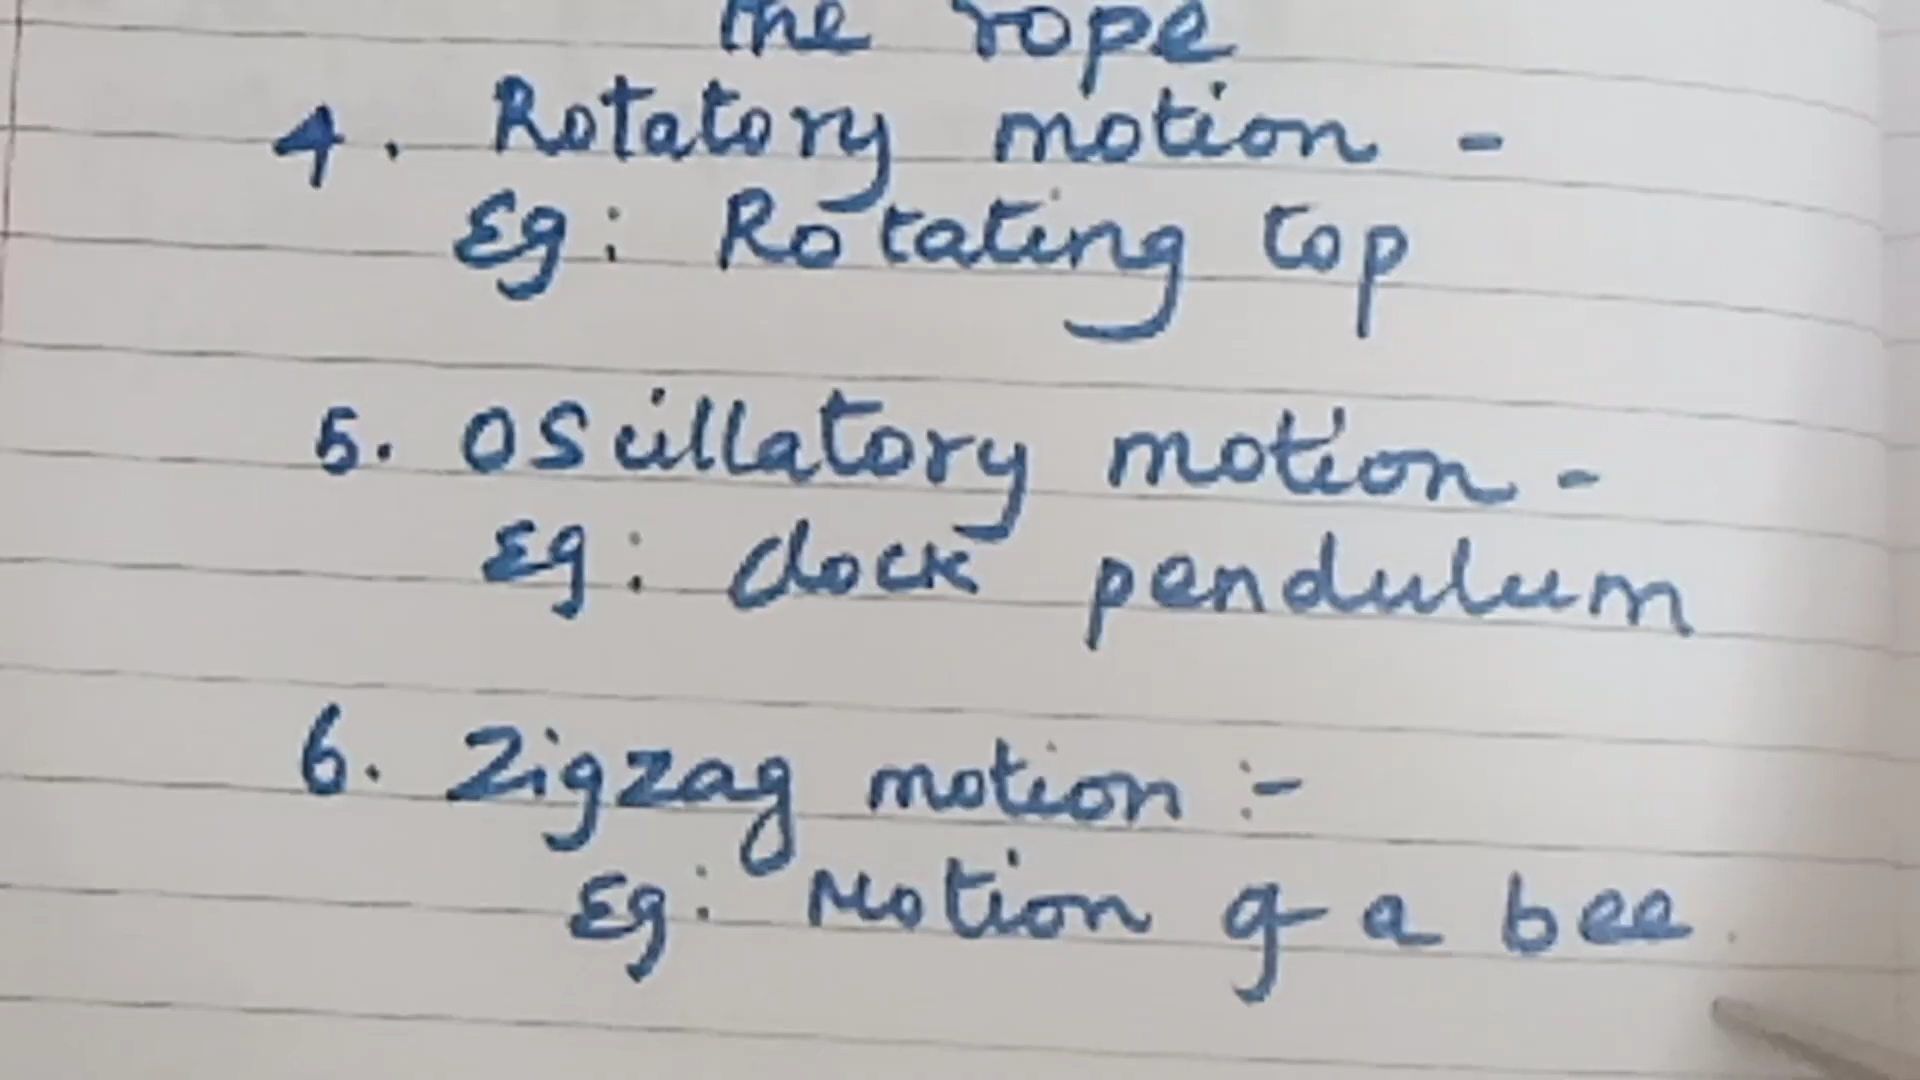 the rope
4. Rotatory motion -
Eg: Rotating top
5. Oscillatory motion -
Eg: Clock pendulum
6. Zigzag motion :-
Eg: Motion of a bee.